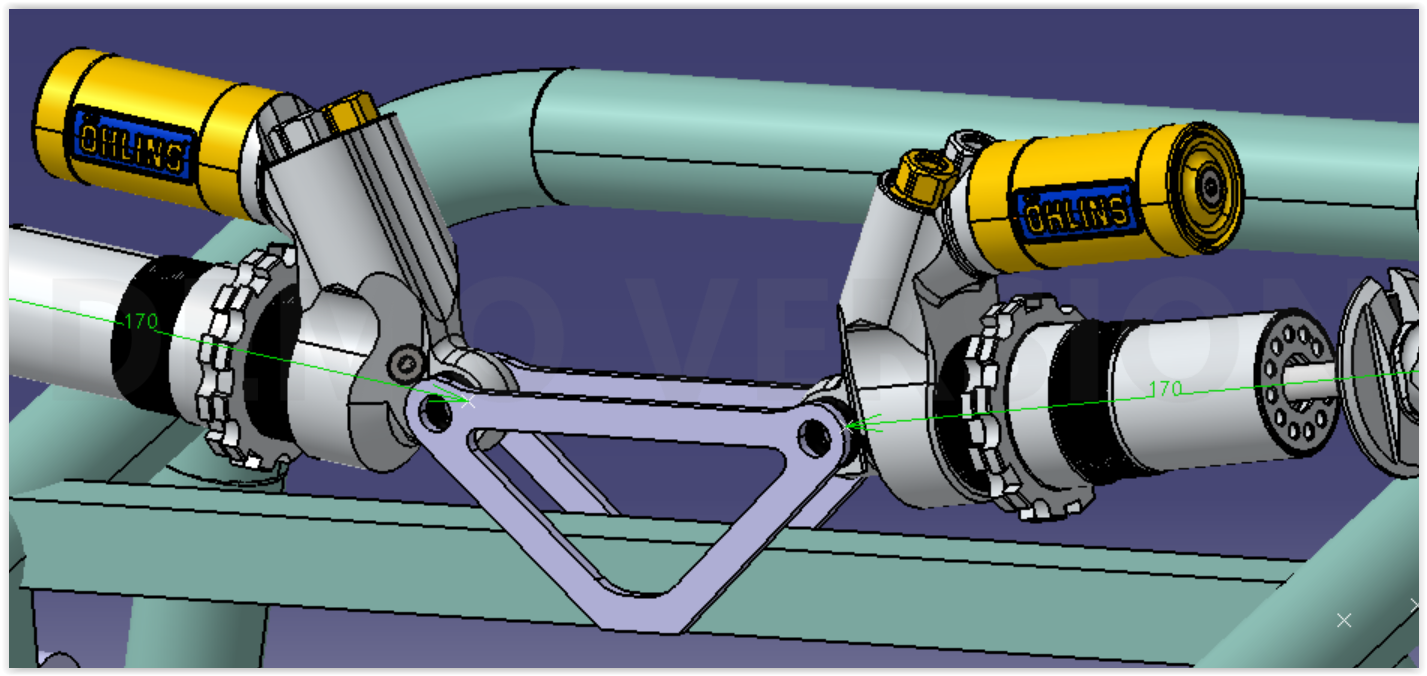 ÖHLINS
ÖHLINS
170
170
DEMO VERSION